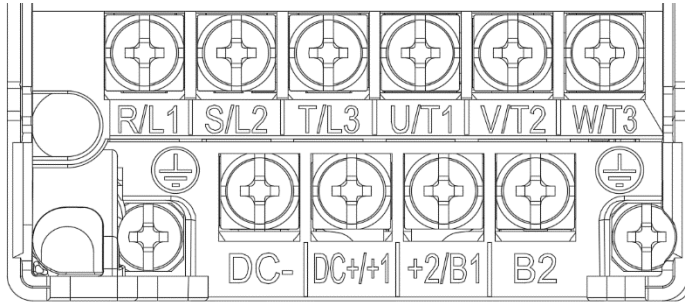 R/L1 S/L2 T/L3 U/T1 V/T2 W/T3
DC- DC+/+1 +2/B1 B2